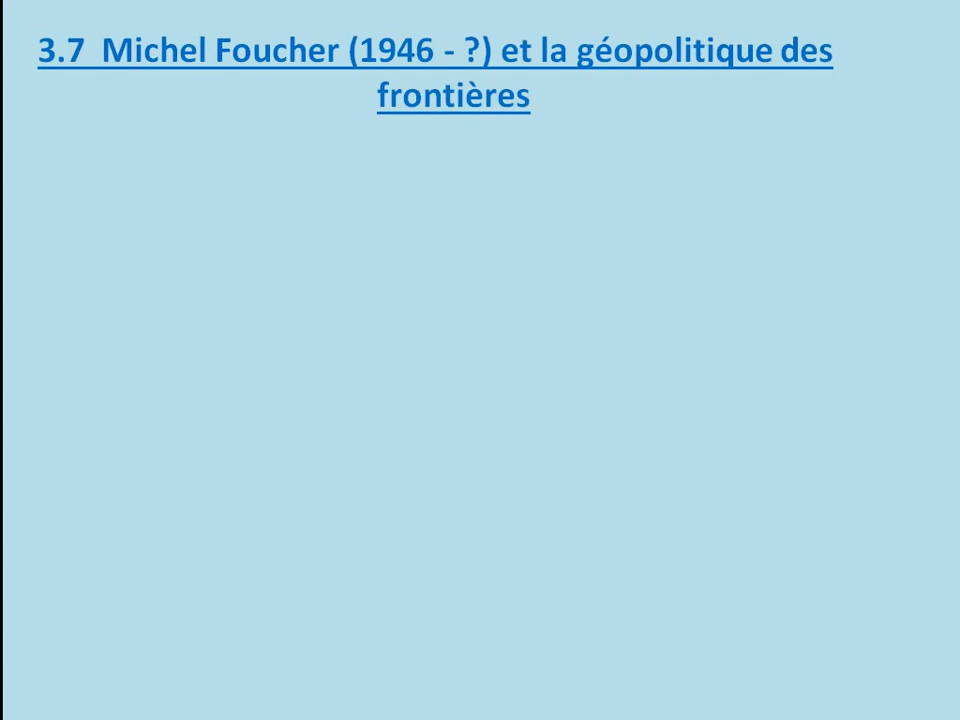 3.7  Michel Foucher (1946 - ?) et la géopolitique des
frontières